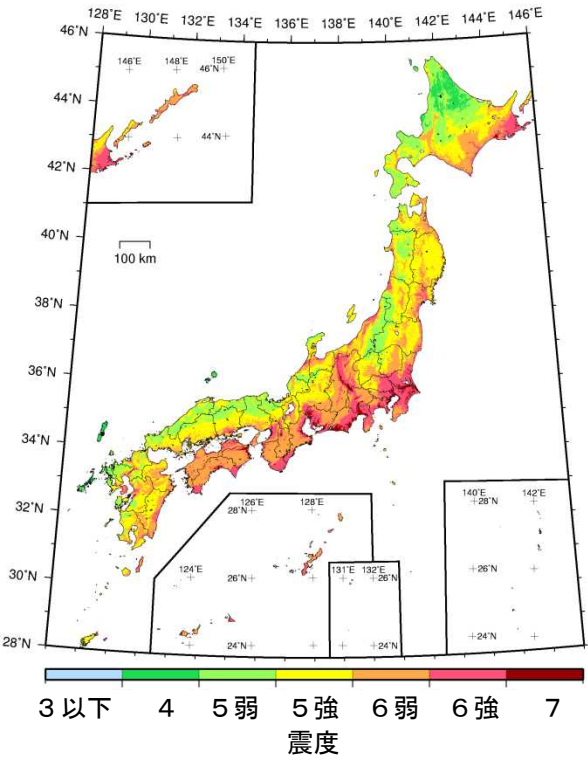 128°E 130°E 132°E 134°E 136°E 138°E 140°E 142°E 144°E 146°E
46°N
146°E 148°E 150°E
46°N
44°N
44°N
42°N
40°N
100 km
38°N
36°N
34°N
32°N
126°E 128°E
28°N
140°E 142°E
28°N
124°E
30°N
26°N
131°E 132°E
26°N
26°N
28°N
24°N
24°N
24°N
3以下 4 5弱 5強 6弱 6強 7
震度